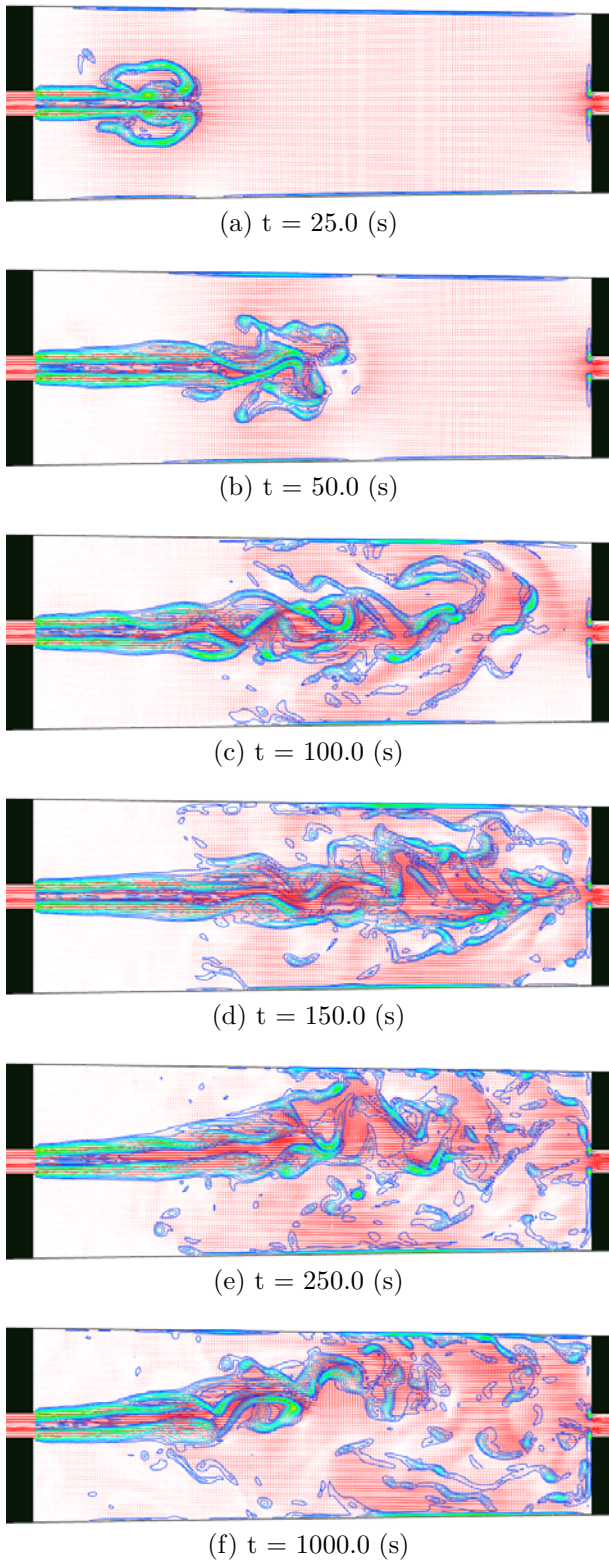 (a) t = 25.0 (s)
(b) t = 50.0 (s)
(c) t = 100.0 (s)
(d) t = 150.0 (s)
(e) t = 250.0 (s)
(f) t = 1000.0 (s)